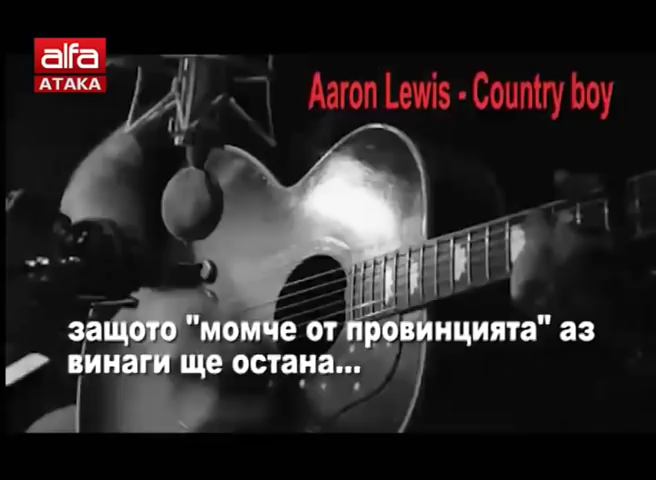 alfa
АТАКА
Aaron Lewis - Country boy
защото "момче от провинцията" аз
винаги ще остана...